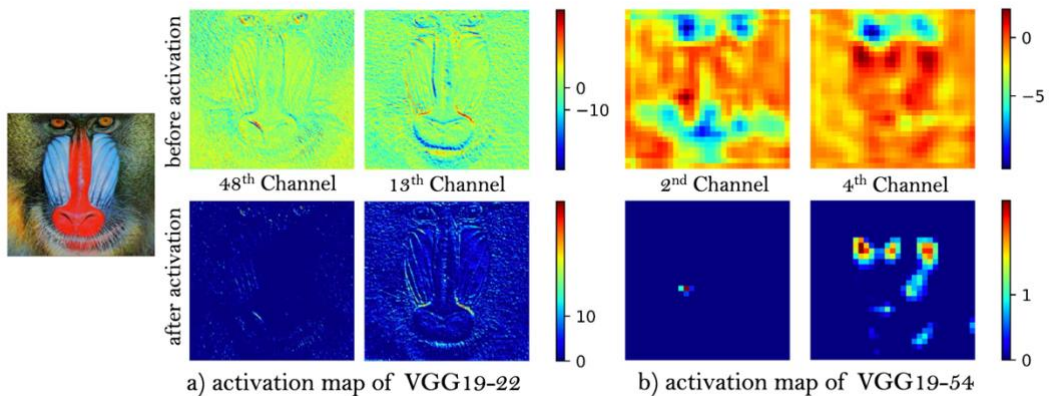 before activation
0
−10
0
−5
48th Channel
13th Channel
2nd Channel
4th Channel
after activation
10
0
1
0
a) activation map of VGG19-22
b) activation map of VGG19-54